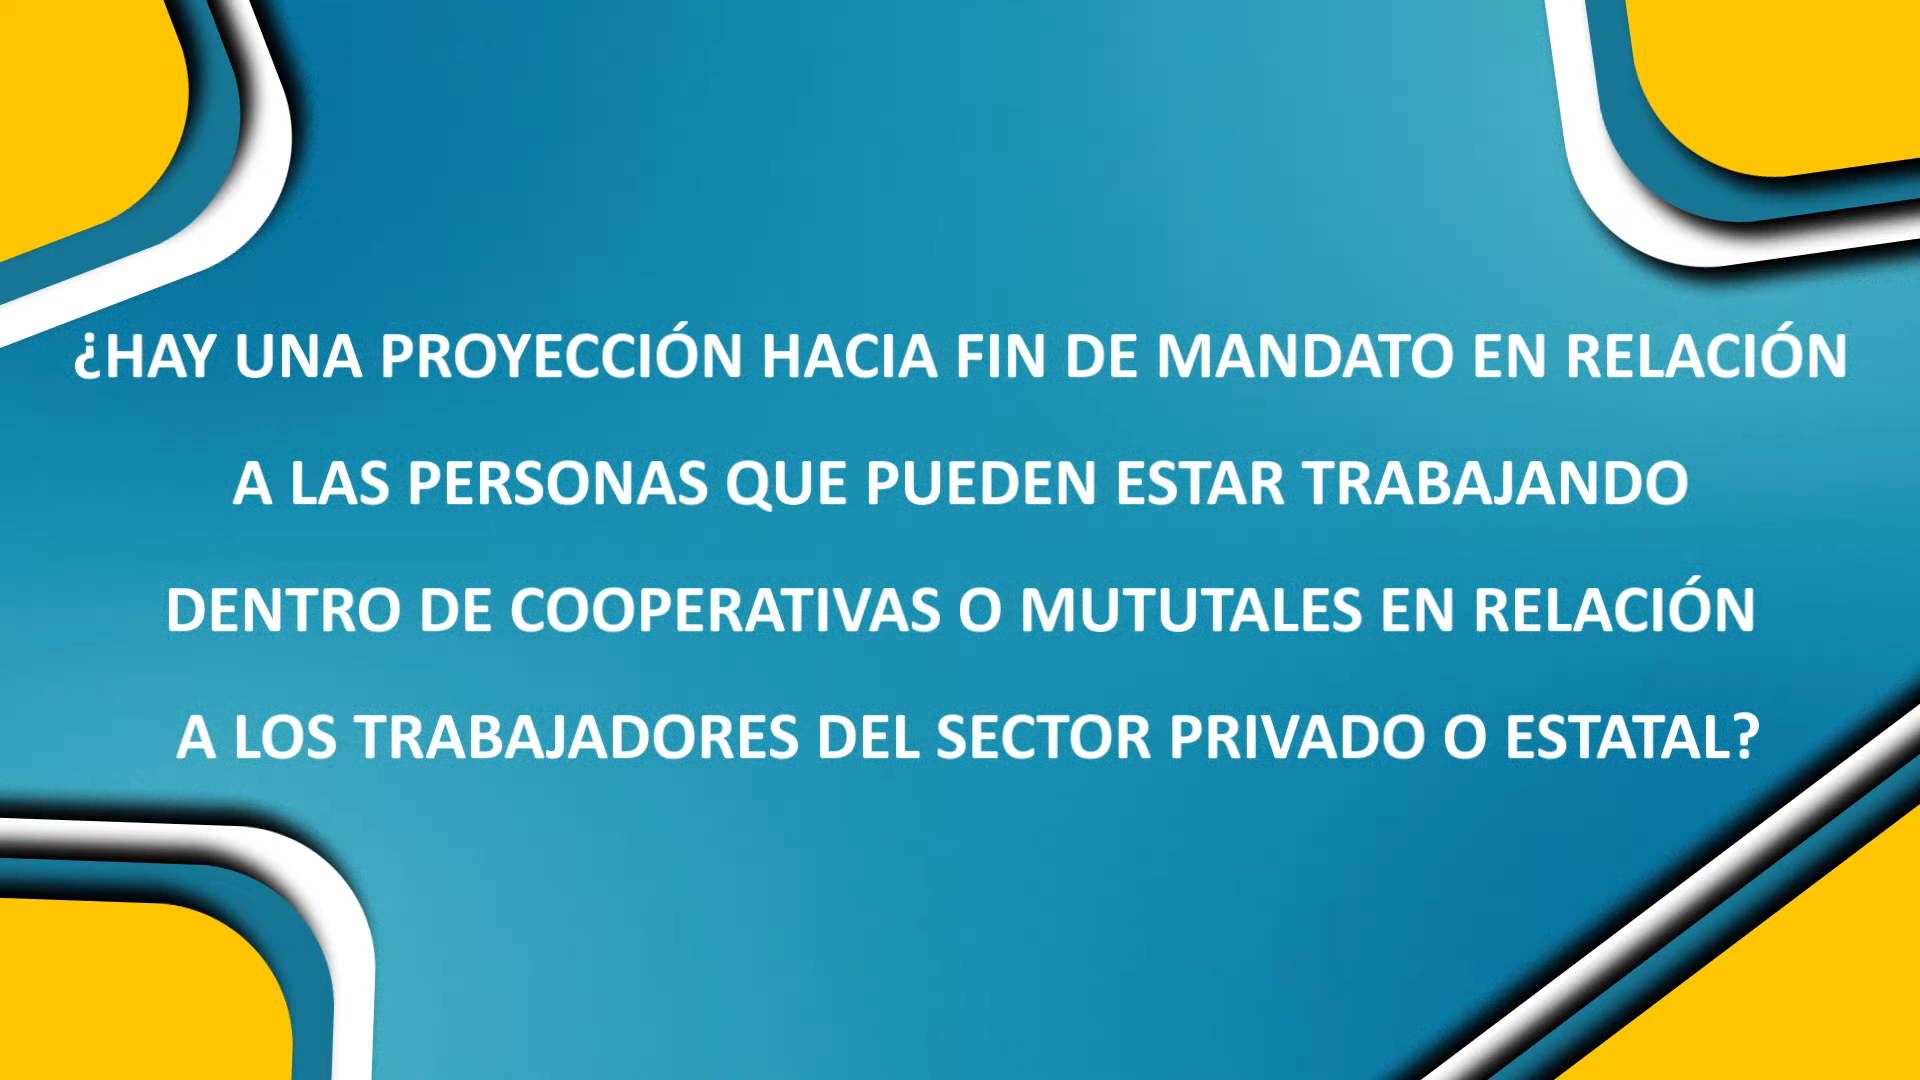 ¿HAY UNA PROYECCIÓN HACIA FIN DE MANDATO EN RELACIÓN
A LAS PERSONAS QUE PUEDEN ESTAR TRABAJANDO
DENTRO DE COOPERATIVAS O MUTUTALES EN RELACIÓN
A LOS TRABAJADORES DEL SECTOR PRIVADO O ESTATAL?